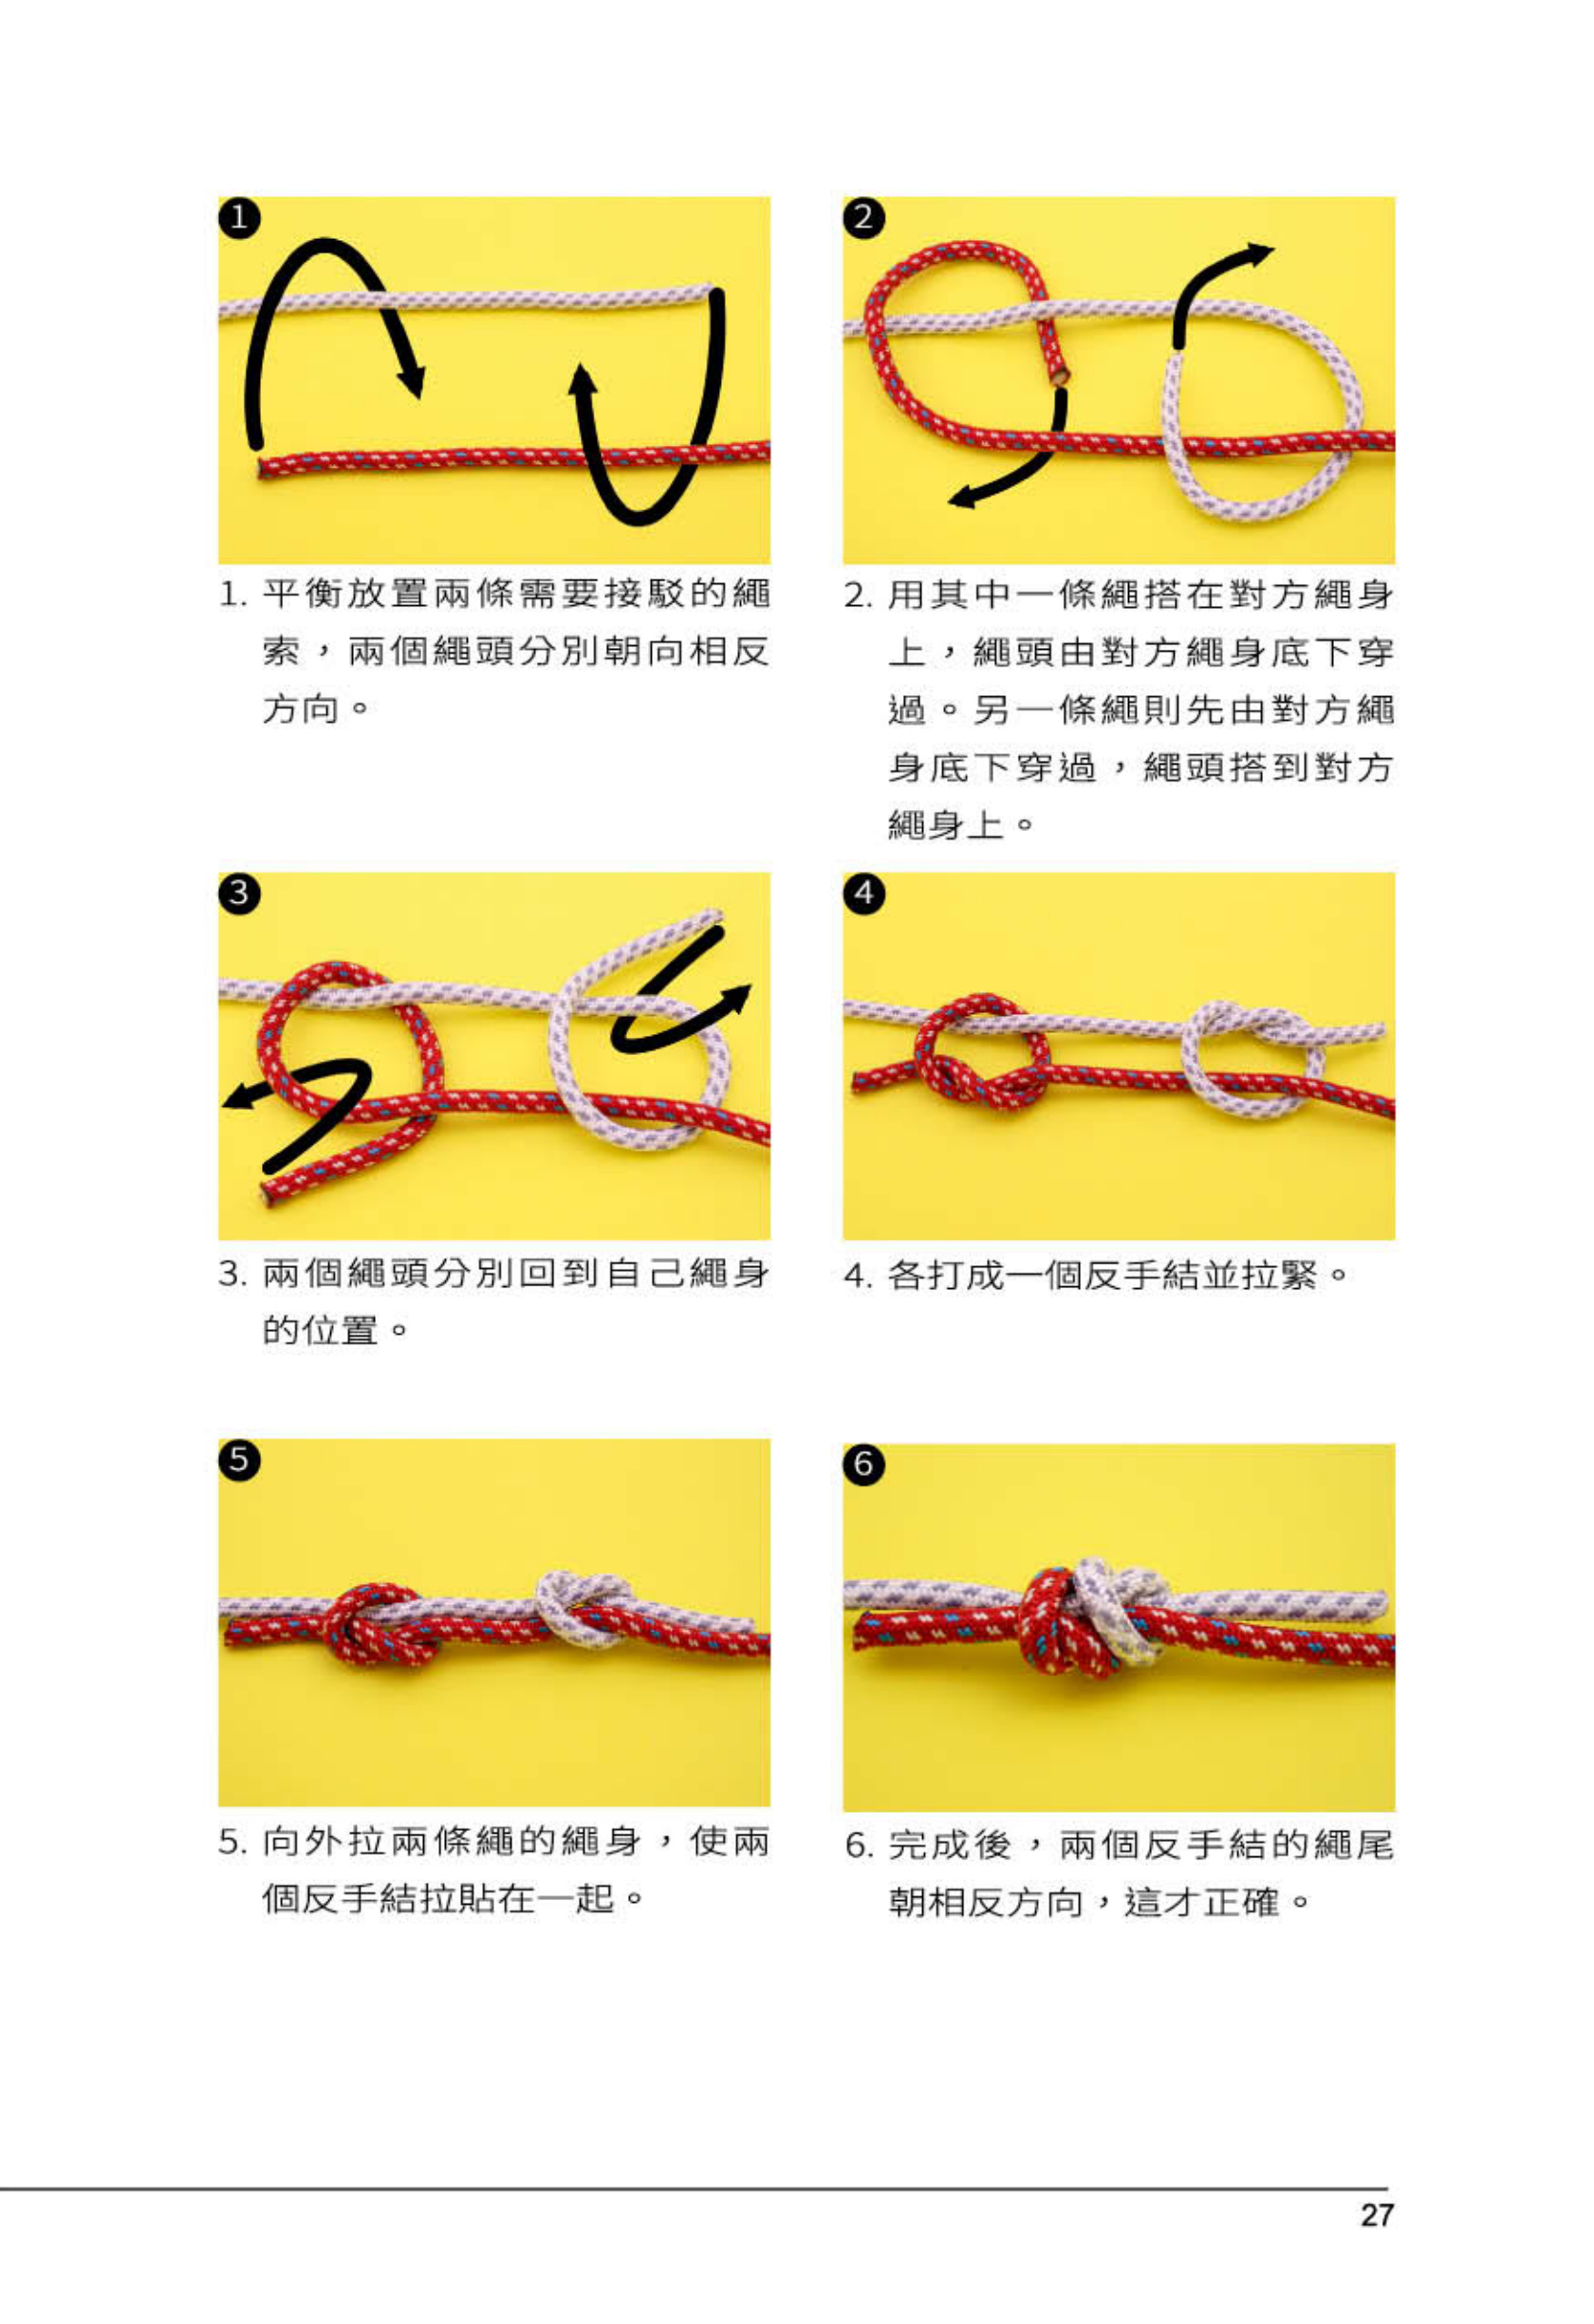 1
2
1. 平衡放置兩條需要接駁的繩
索，兩個繩頭分別朝向相反
方向。
2. 用其中一條繩搭在對方繩身
上，繩頭由對方繩身底下穿
過。另一條繩則先由對方繩
身底下穿過，繩頭搭到對方
繩身上。
3
4
3. 兩個繩頭分別回到自己繩身
的位置。
4. 各打成一個反手結並拉緊。
5
6
5. 向外拉兩條繩的繩身，使兩
個反手結拉貼在一起。
6. 完成後，兩個反手結的繩尾
朝相反方向，這才正確。
27